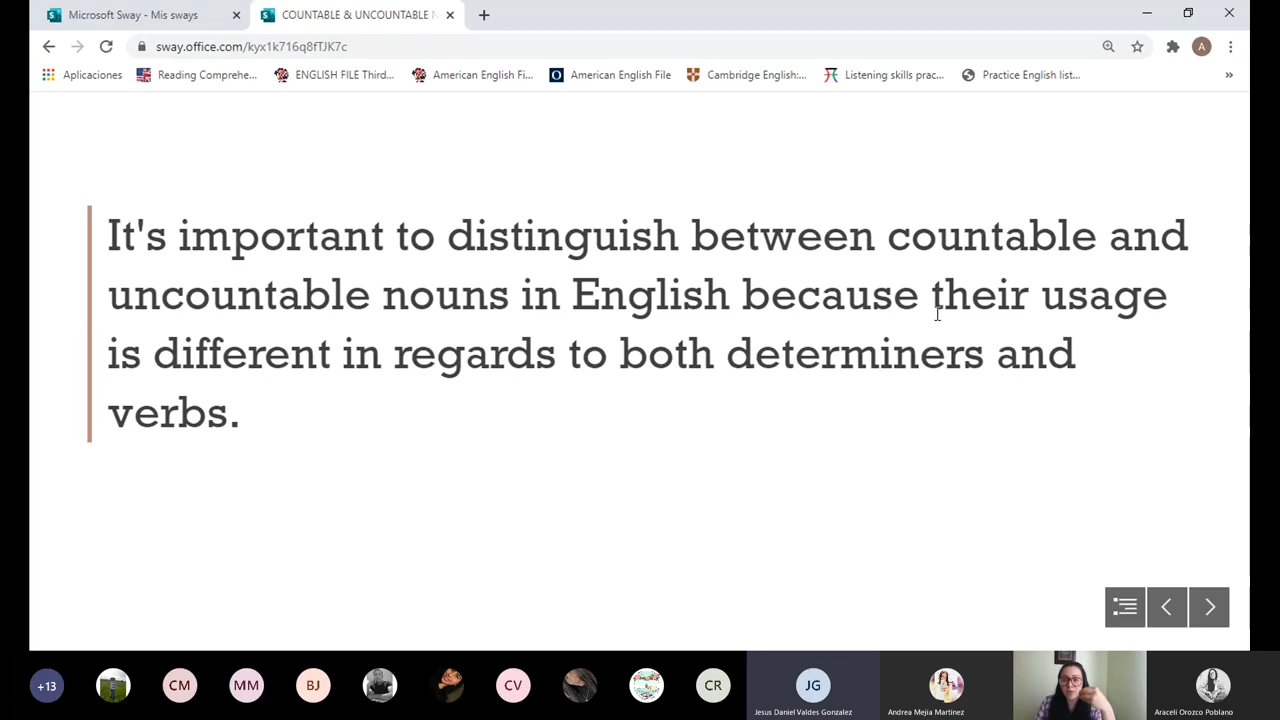 Microsoft Sway - Mis sways
COUNTABLE & UNCOUNTABLE N
sway.office.com/kyx1k716q8fTJK7c
A
Aplicaciones
Reading Comprehe...
ENGLISH FILE Third...
American English Fi...
American English File
Cambridge English:...
Listening skills prac...
Practice English list...
»
It's important to distinguish between countable and
uncountable nouns in English because their usage
is different in regards to both determiners and
verbs.
+13
CM
MM
BJ
CV
CR
JG
Jesus Daniel Valdes Gonzalez
Andrea Mejia Martinez
Araceli Orozco Poblano